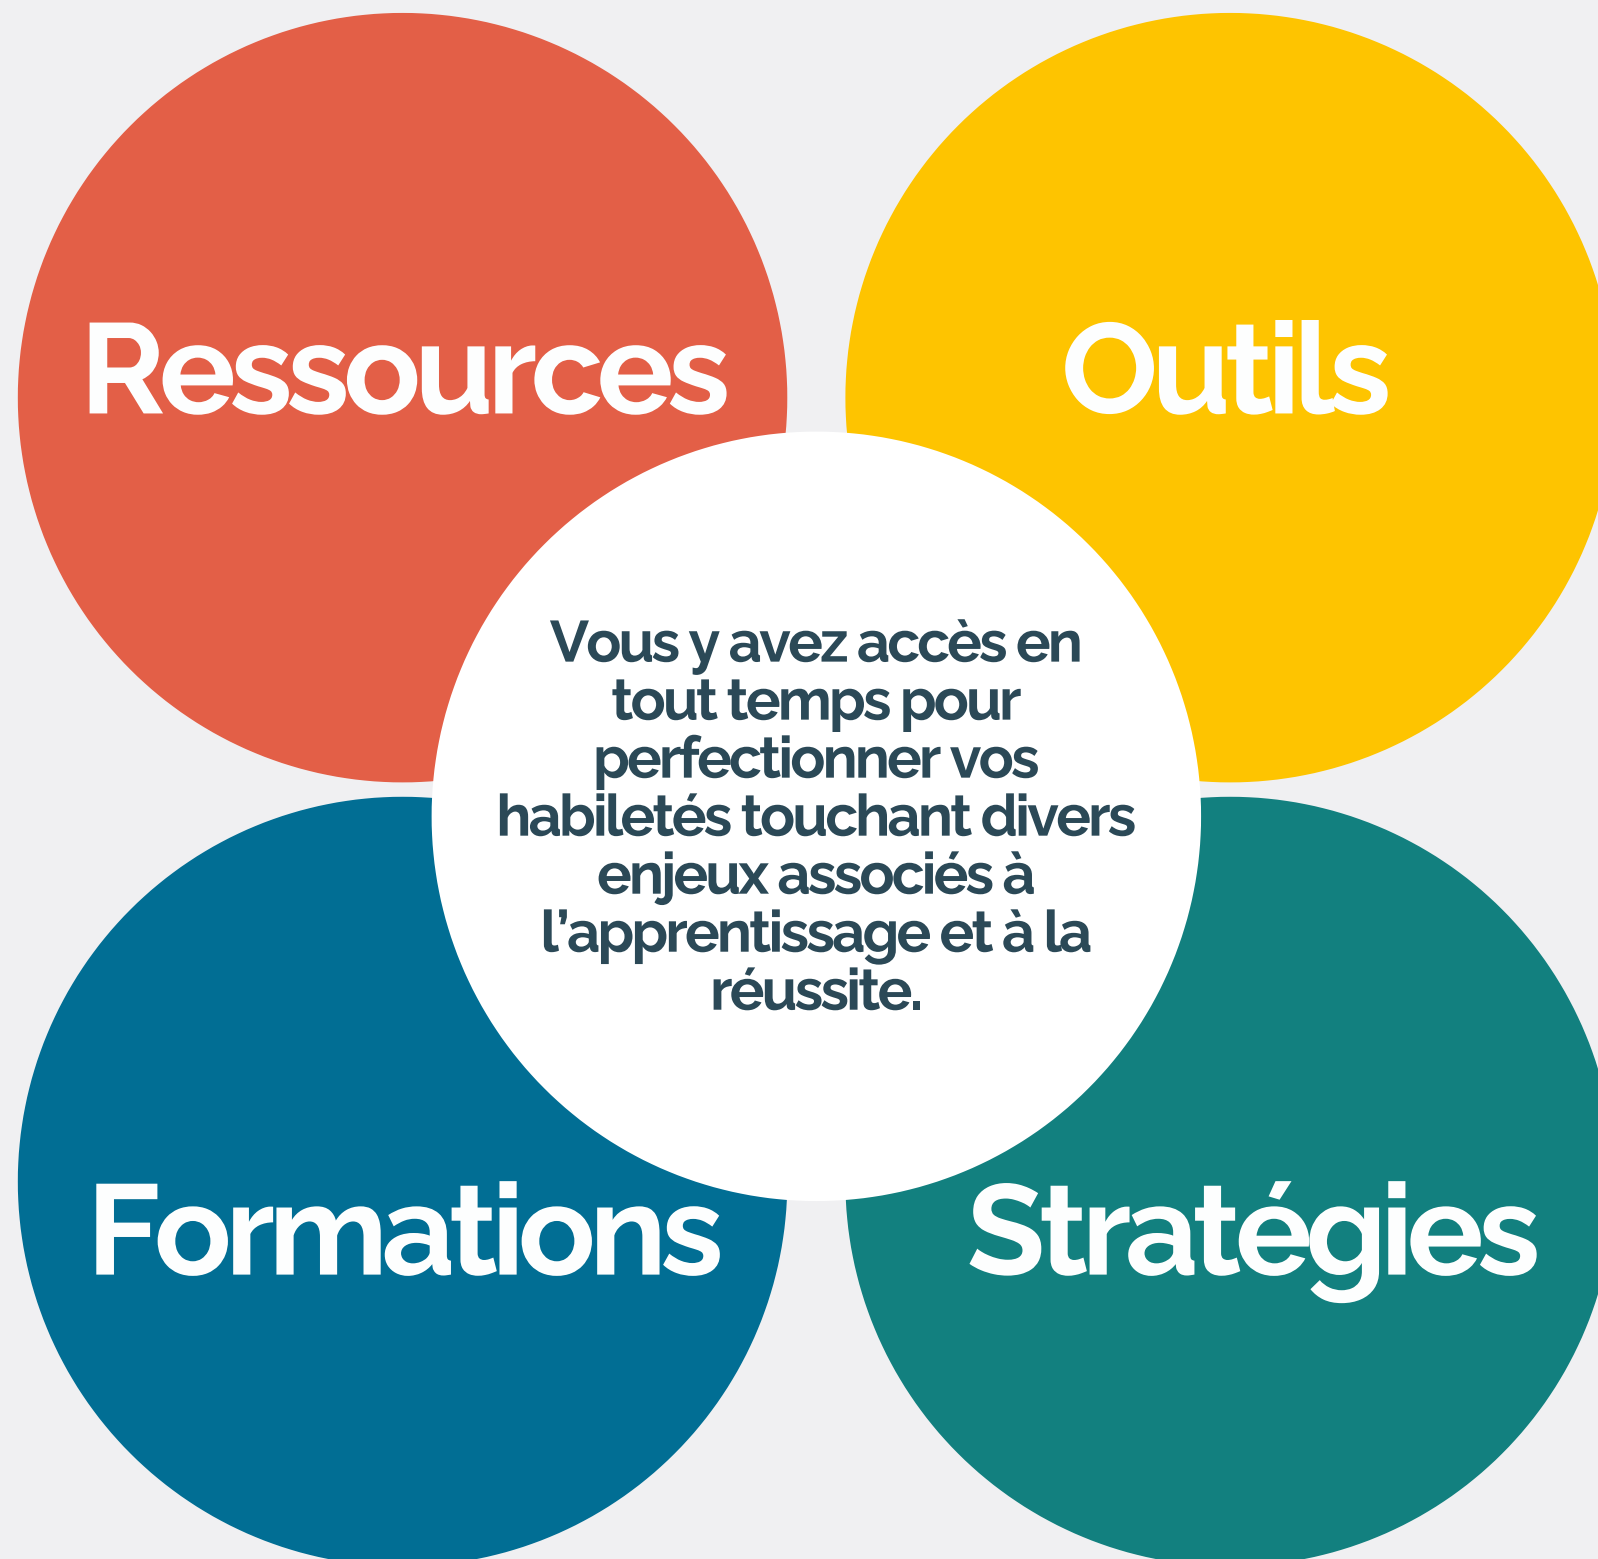 Ressources
Outils
Vous y avez accès en
tout temps pour
perfectionner vos
habiletés touchant divers
enjeux associés à
l’apprentissage et à la
réussite.
Formations
Stratégies